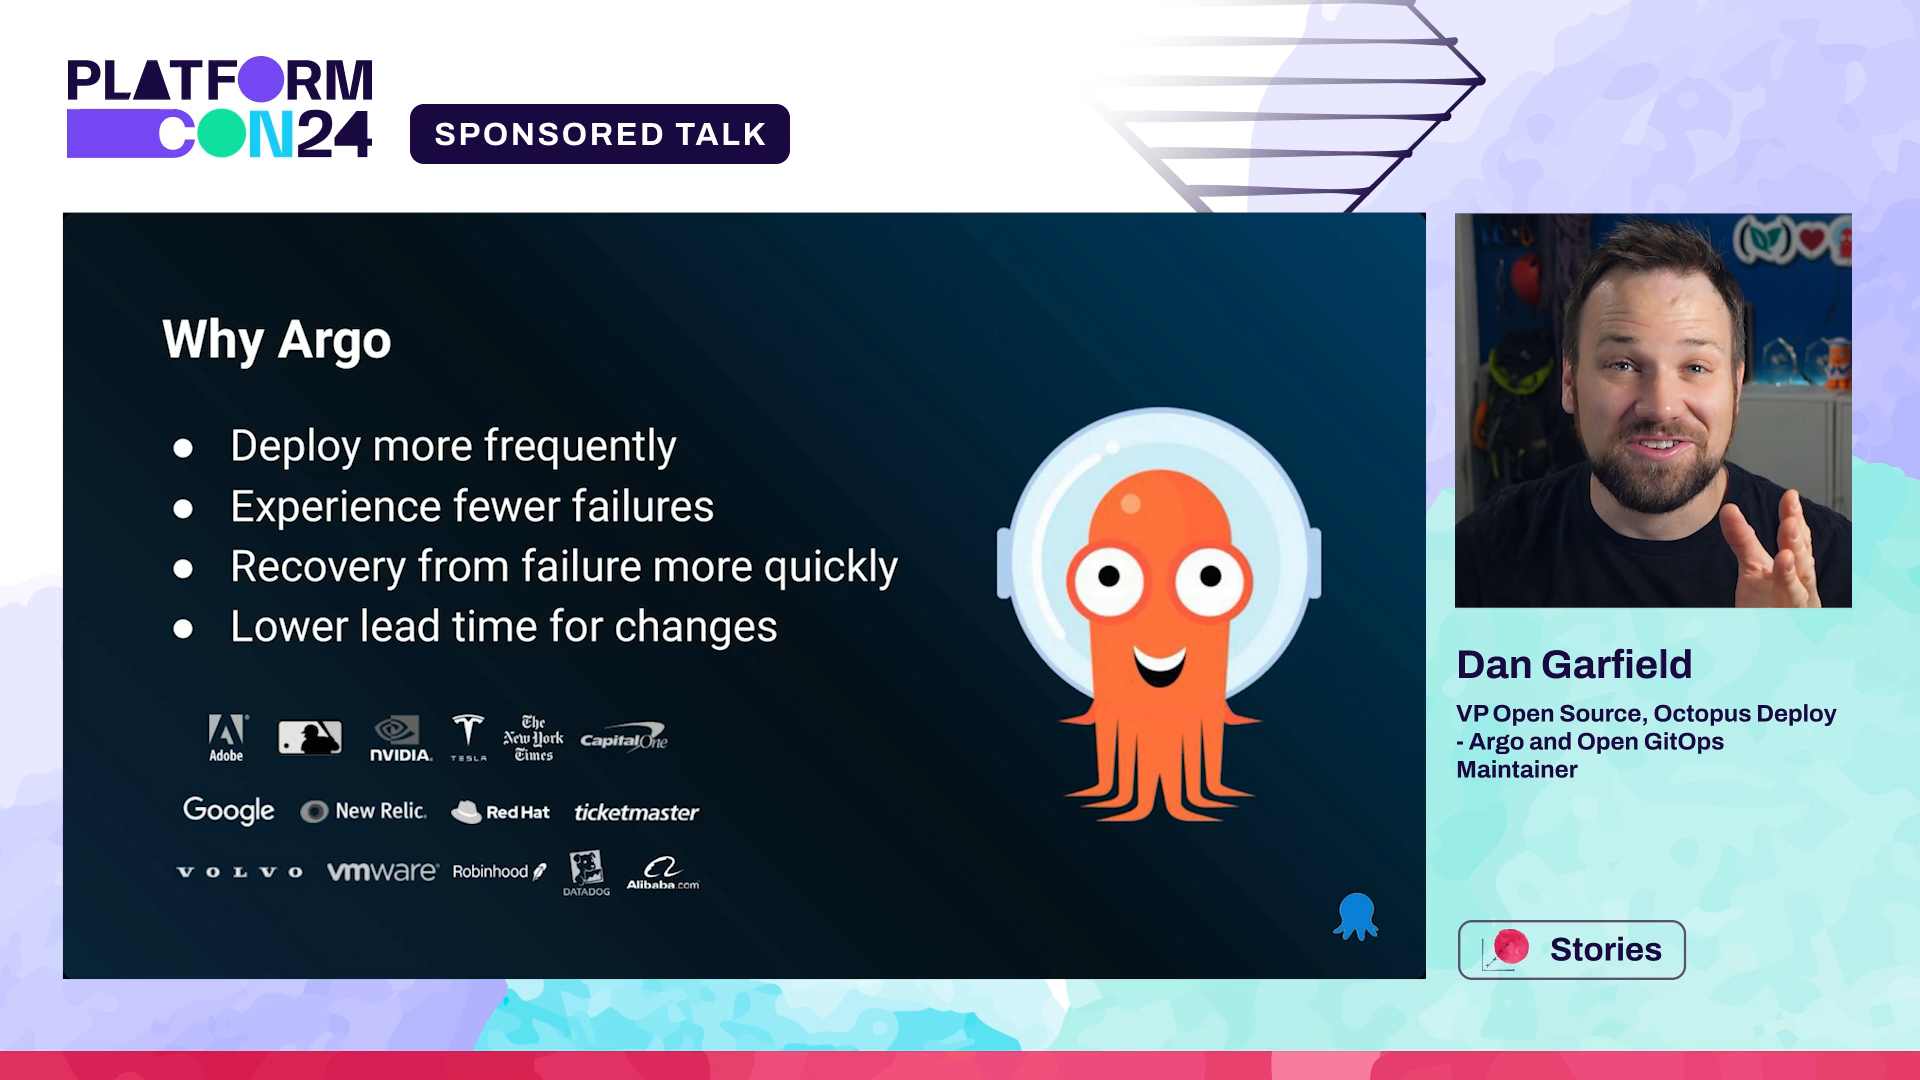 PLATFORM
CON24
SPONSORED TALK
Why Argo
● Deploy more frequently
● Experience fewer failures
● Recovery from failure more quickly
● Lower lead time for changes
Adobe
NVIDIA.
TESLA
The
New York
Times
Capital One
Google
New Relic.
Red Hat
ticketmaster
VOLVO
vmware®
Robinhood
DATADOG
Alibaba.com
Dan Garfield
VP Open Source, Octopus Deploy
- Argo and Open GitOps
Maintainer
Stories